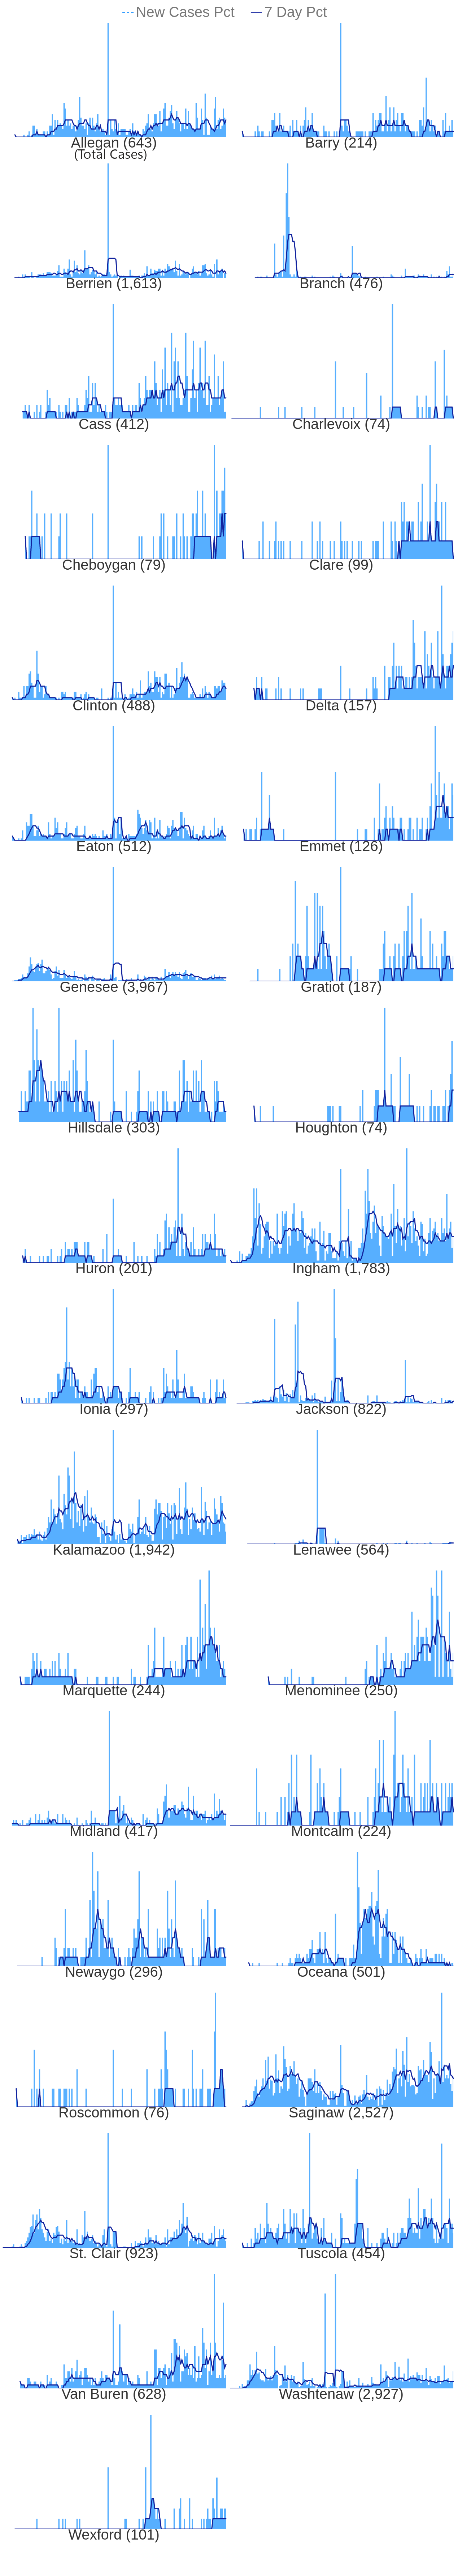 New Cases Pct 7 Day Pct
Allegan (643) Barry (214)
(Total Cases)
Berrien (1,613) Branch (476)
Cass (412) Charlevoix (74)
Cheboygan (79) Clare (99)
Clinton (488) Delta (157)
Eaton (512) Emmet (126)
Genesee (3,967) Gratiot (187)
Hillsdale (303) Houghton (74)
Huron (201) Ingham (1,783)
Ionia (297) Jackson (822)
Kalamazoo (1,942) Lenawee (564)
Marquette (244) Menominee (250)
Midland (417) Montcalm (224)
Newaygo (296) Oceana (501)
Roscommon (76) Saginaw (2,527)
St. Clair (923) Tuscola (454)
Van Buren (628) Washtenaw (2,927)
Wexford (101)